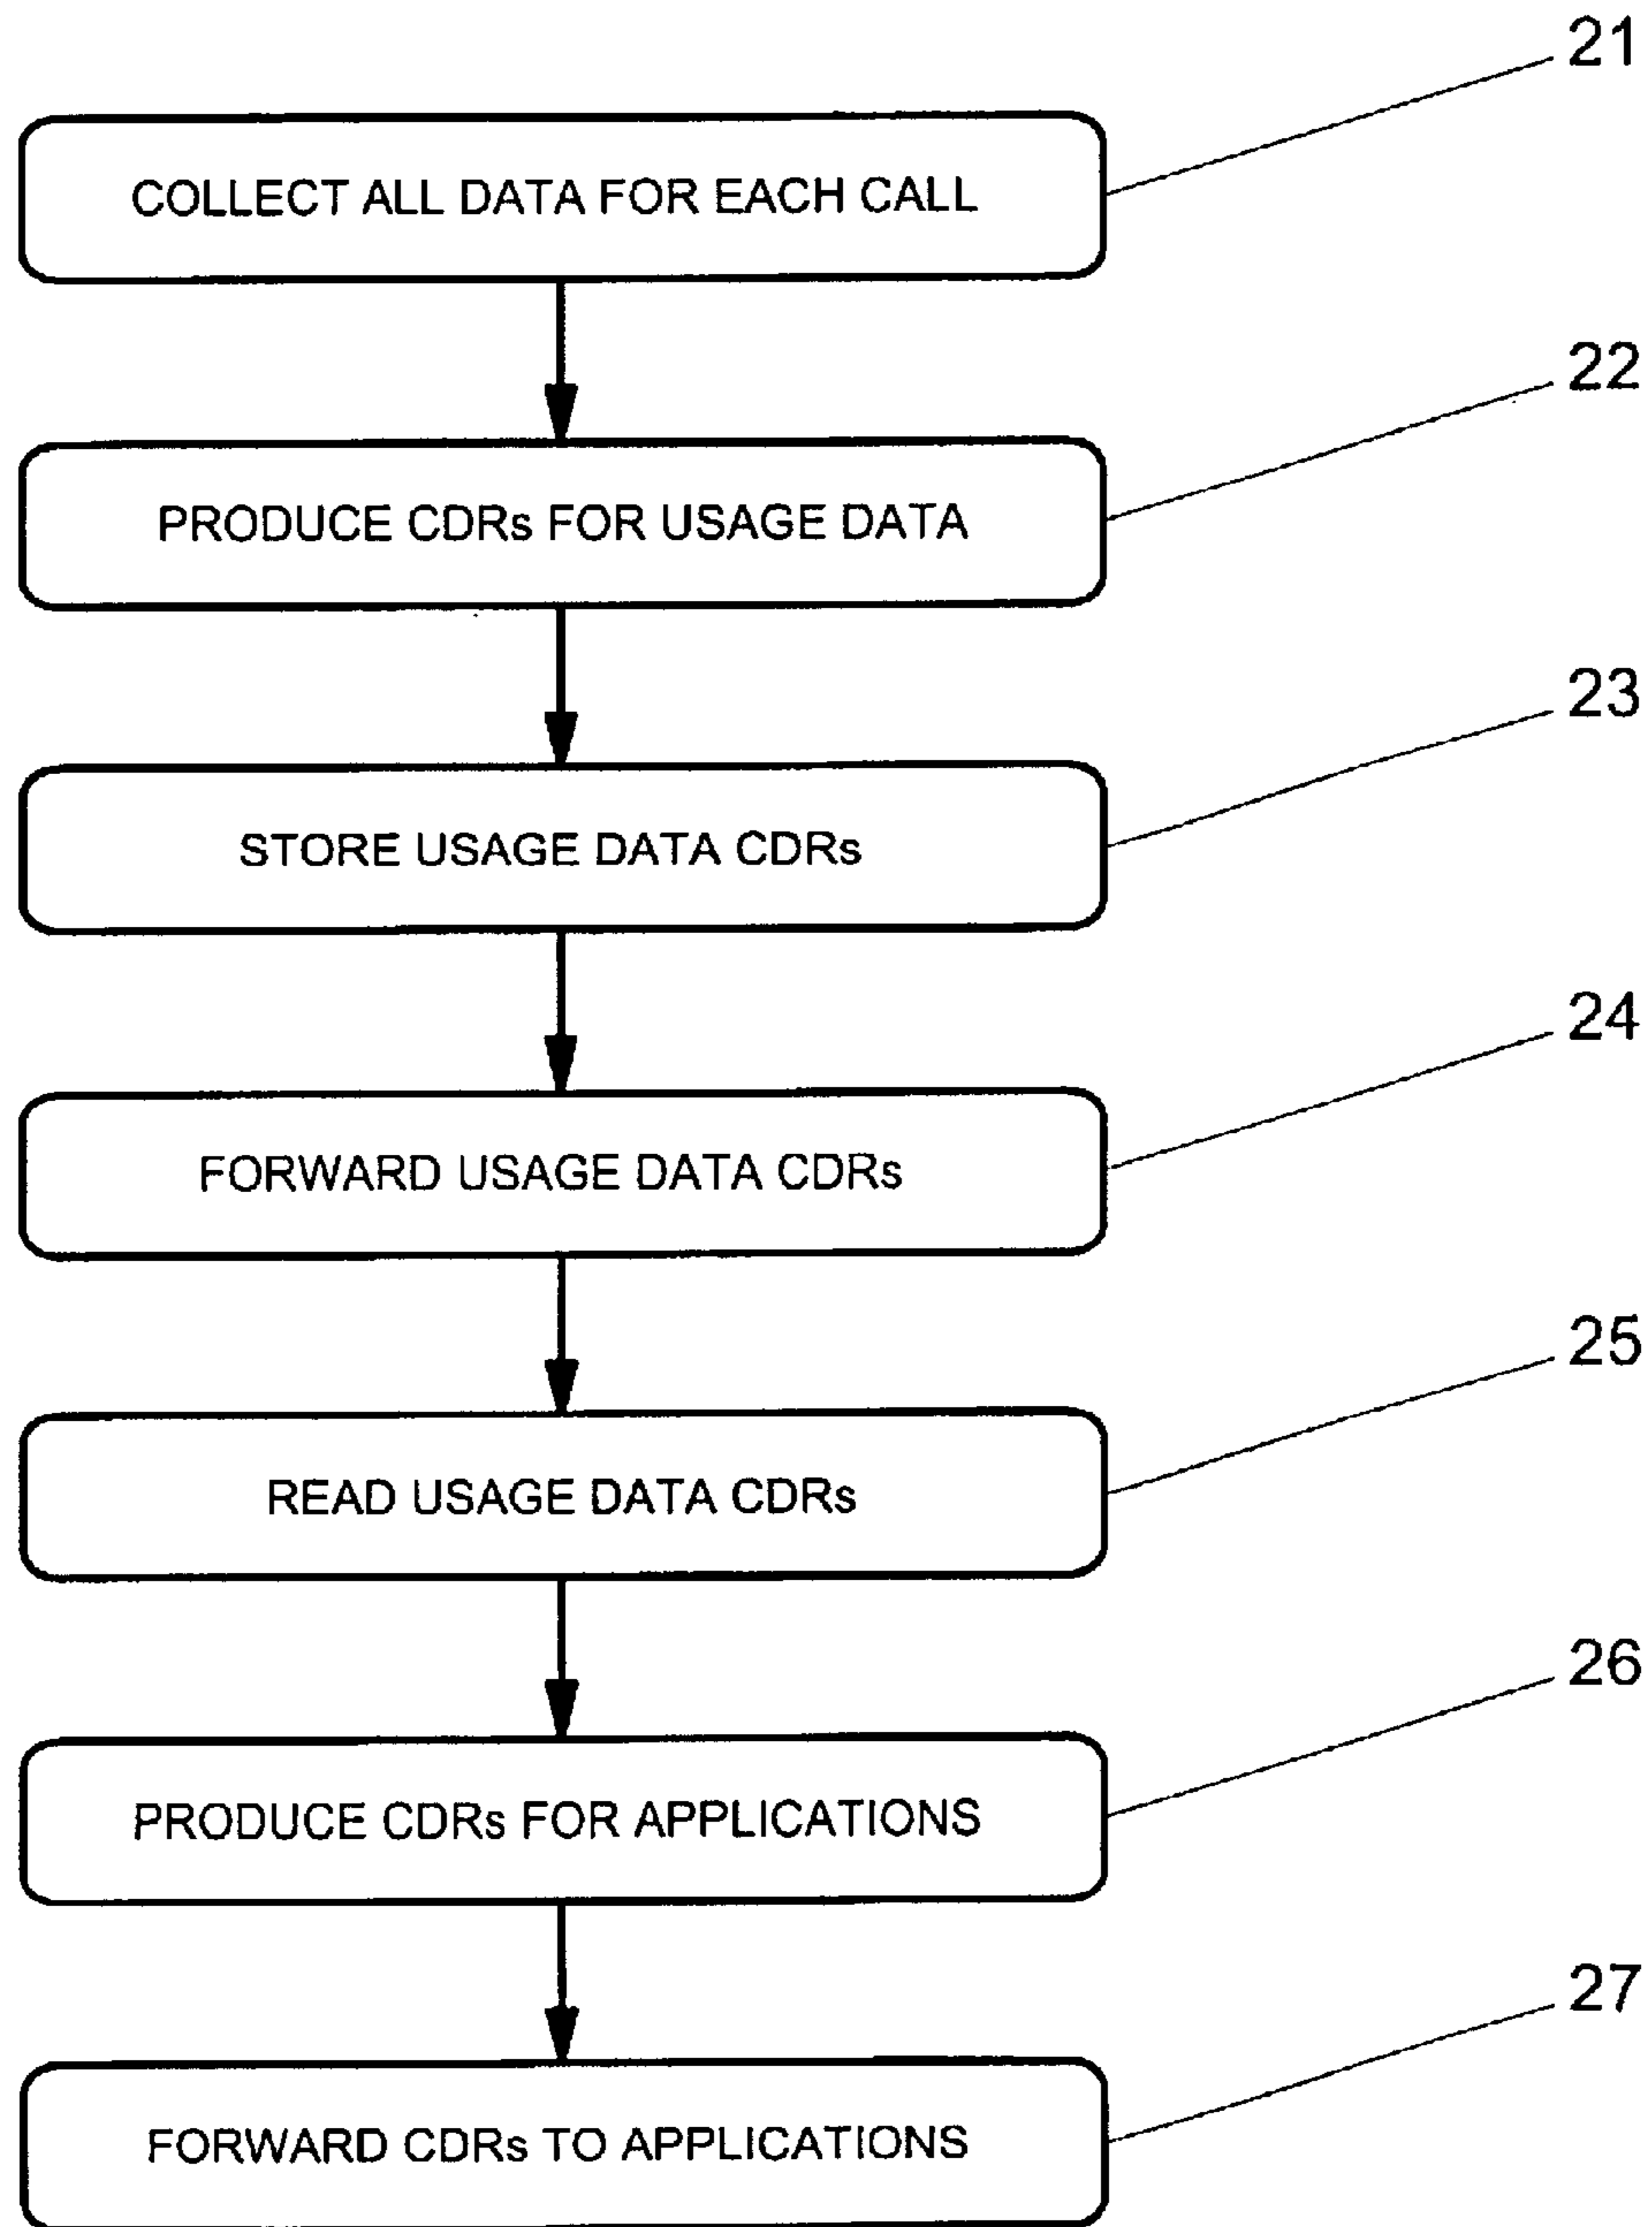 21
COLLECT ALL DATA FOR EACH CALL
22
PRODUCE CDRs FOR USAGE DATA
23
STORE USAGE DATA CDRs
24
FORWARD USAGE DATA CDRs
25
READ USAGE DATA CDRs
26
PRODUCE CDRs FOR APPLICATIONS
27
FORWARD CDRs TO APPLICATIONS